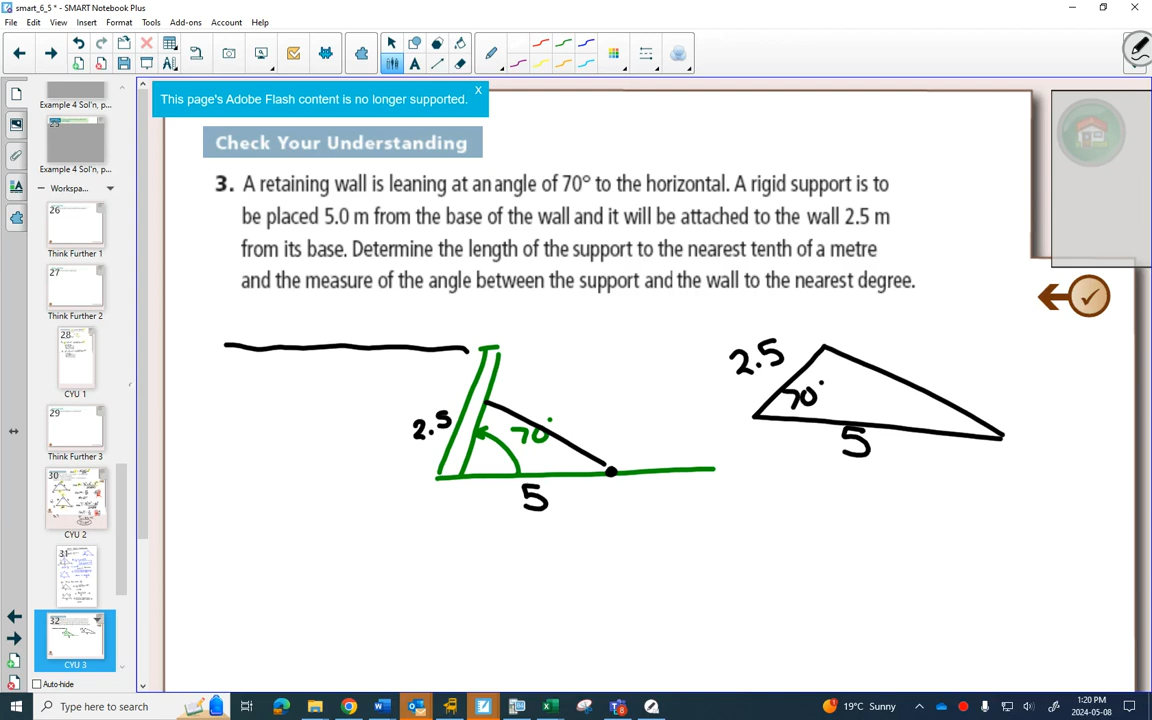 smart_6_5 * - SMART Notebook Plus
File Edit View Insert Format Tools Add-ons Account Help
Example 4 Sol'n, p...
25
Example 4 Sol'n, p...
Workspa...
26
Think Further 1
27
Think Further 2
28
CYU 1
29
Think Further 3
30
CYU 2
31
32
CYU 3
Auto-hide
This page's Adobe Flash content is no longer supported.
X
Check Your Understanding
3. A retaining wall is leaning at an angle of 70° to the horizontal. A rigid support is to
be placed 5.0 m from the base of the wall and it will be attached to the wall 2.5 m
from its base. Determine the length of the support to the nearest tenth of a metre
and the measure of the angle between the support and the wall to the nearest degree.
2.5
70°
5
2.5
70°
5
Type here to search
19°C Sunny
1:20 PM
2024-05-08